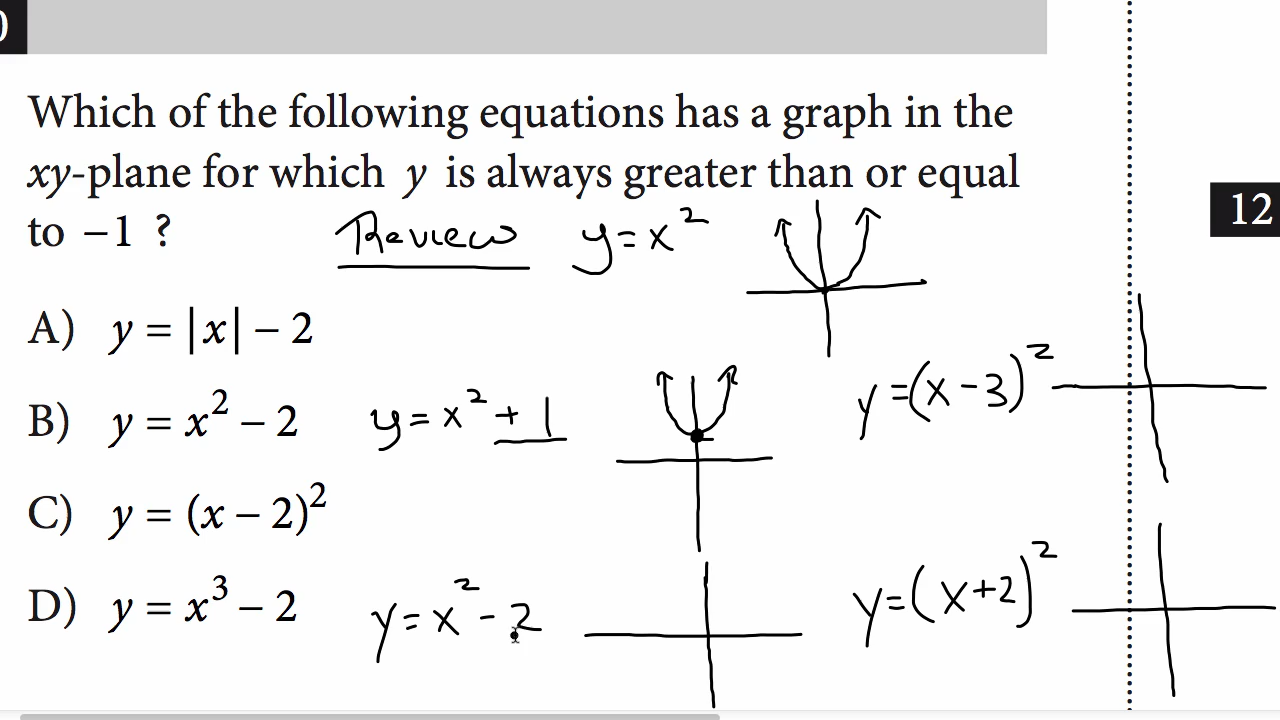 0
Which of the following equations has a graph in the
xy-plane for which y is always greater than or equal
to −1 ?
Review y = x²
12
A) y = |x| − 2
y = (x − 3)²
B) y = x² − 2
y = x² + 1
C) y = (x − 2)²
D) y = x³ − 2
y = x² − 2
y = (x + 2)²